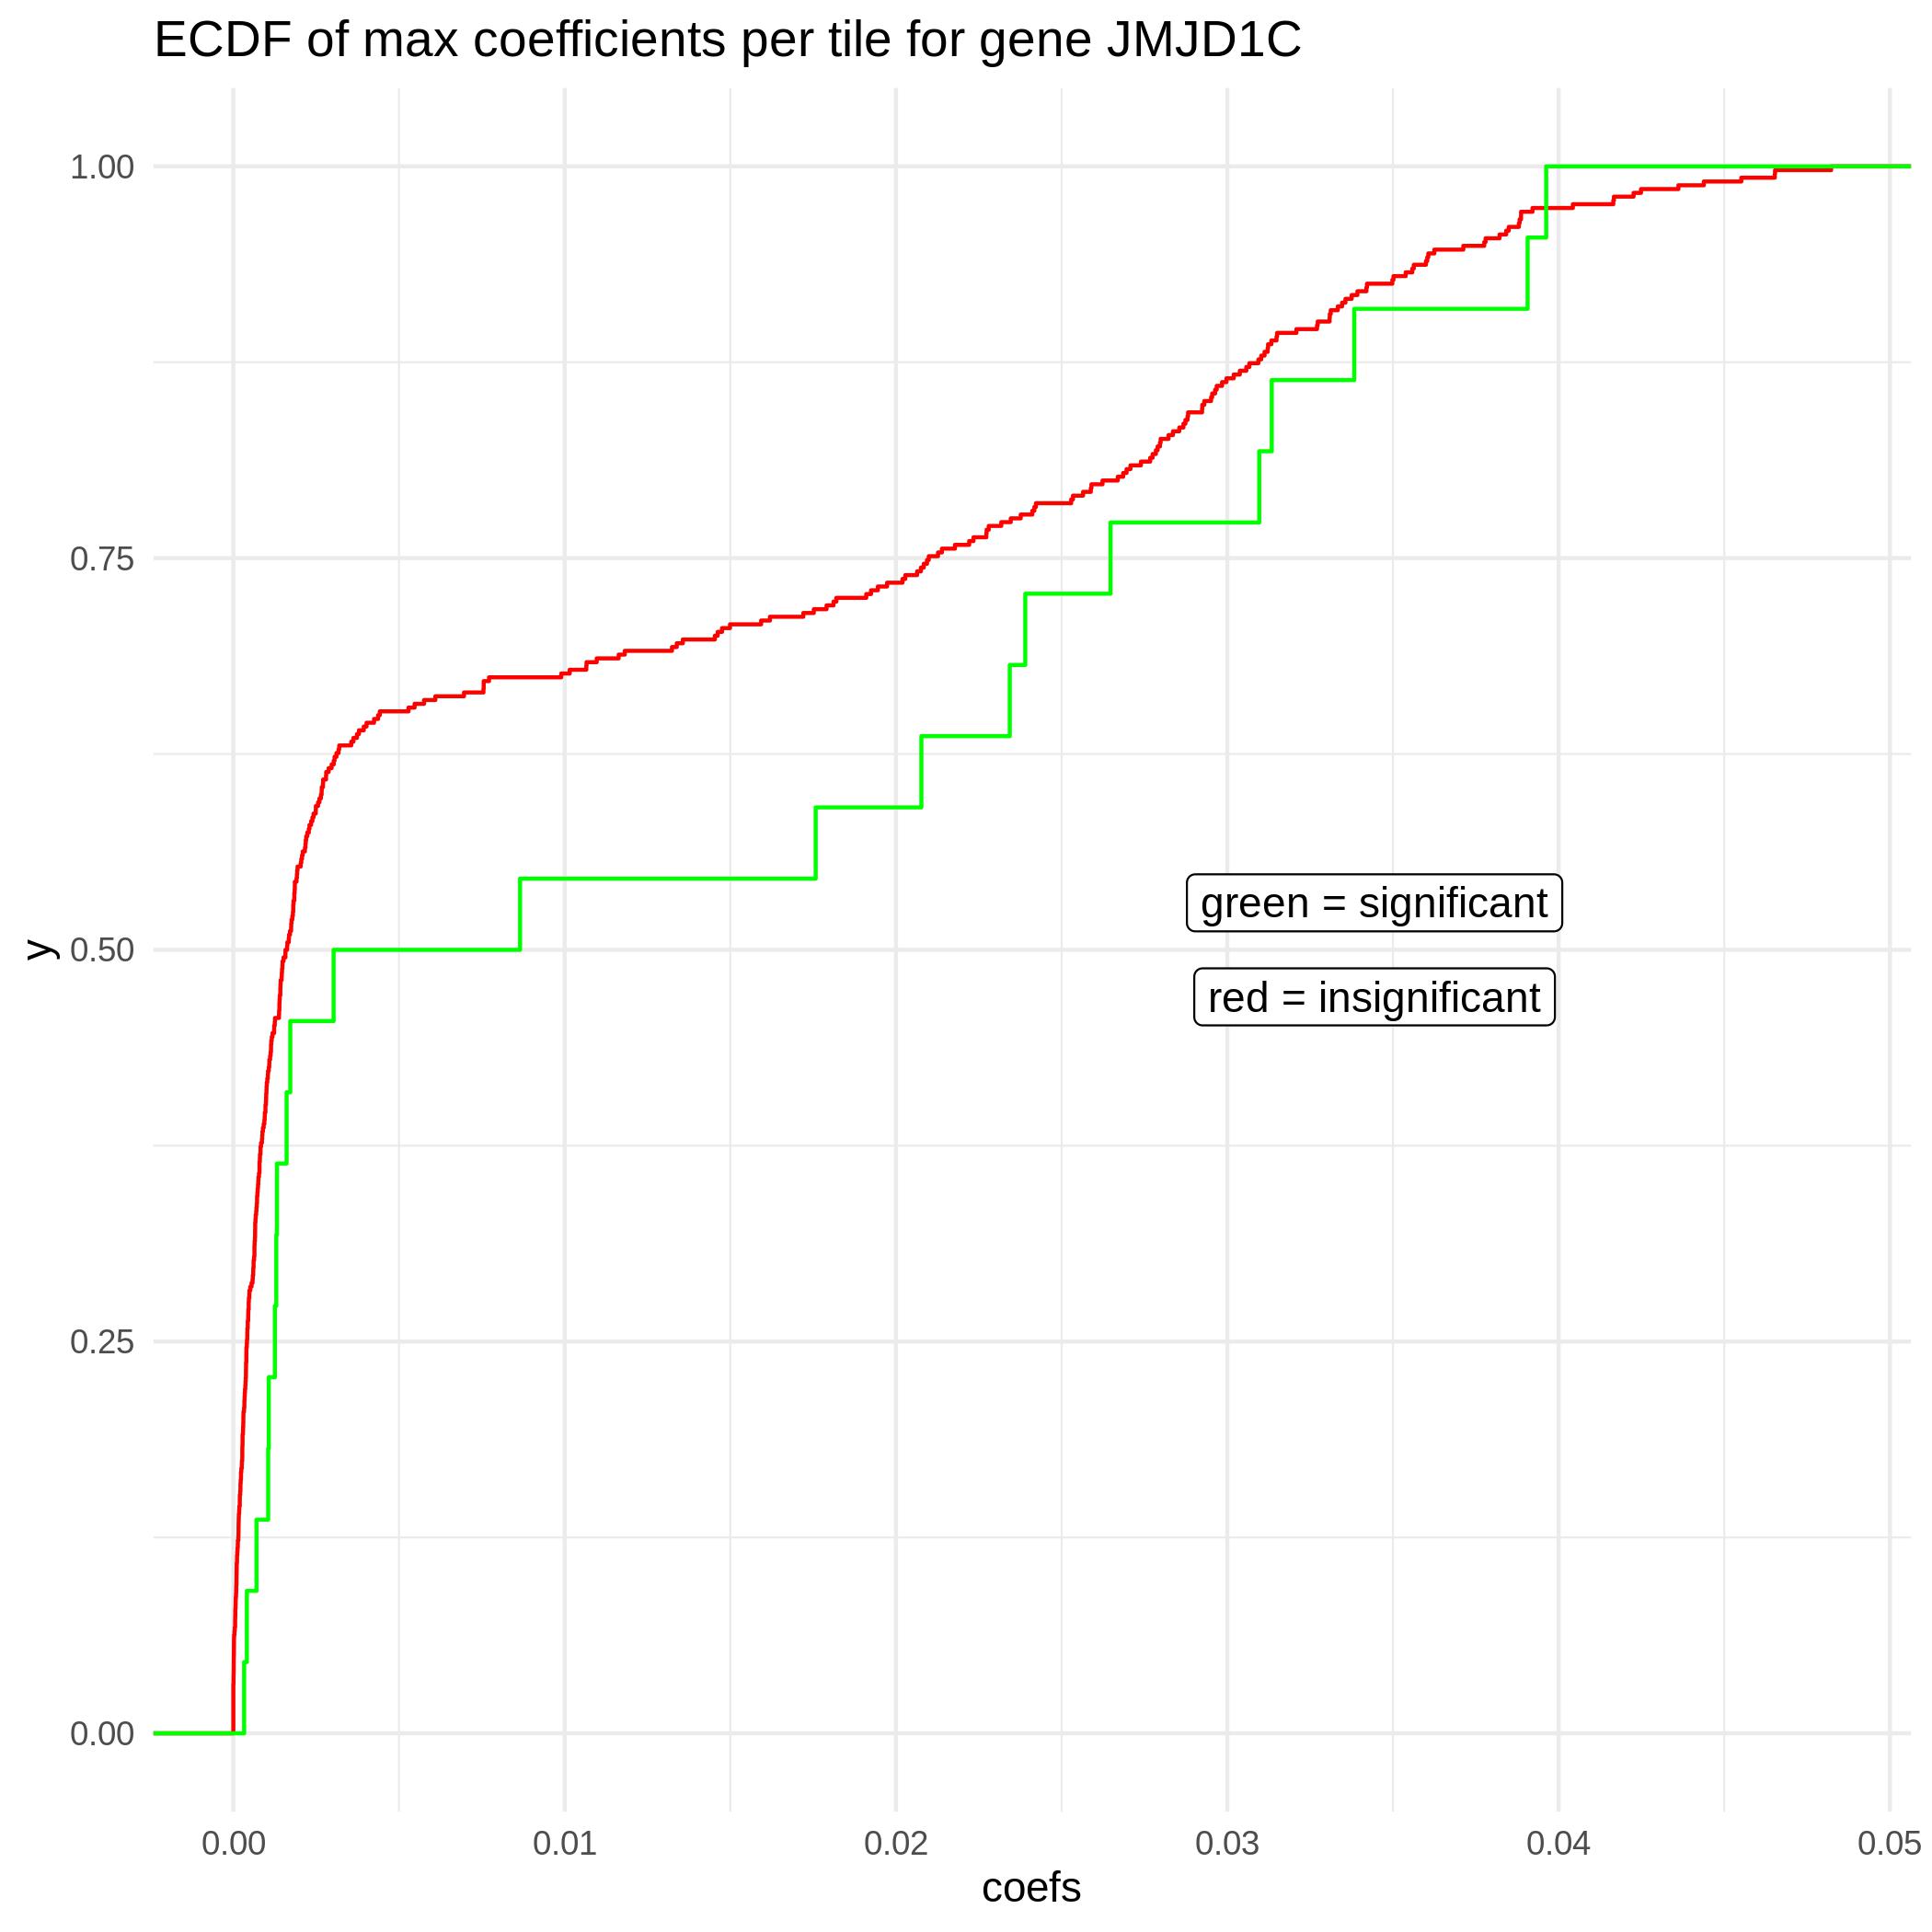 ECDF of max coefficients per tile for gene JMJD1C
1.00
0.75
0.50
0.25
0.00
y
green = significant
red = insignificant
0.00 0.01 0.02 0.03 0.04 0.05
coefs